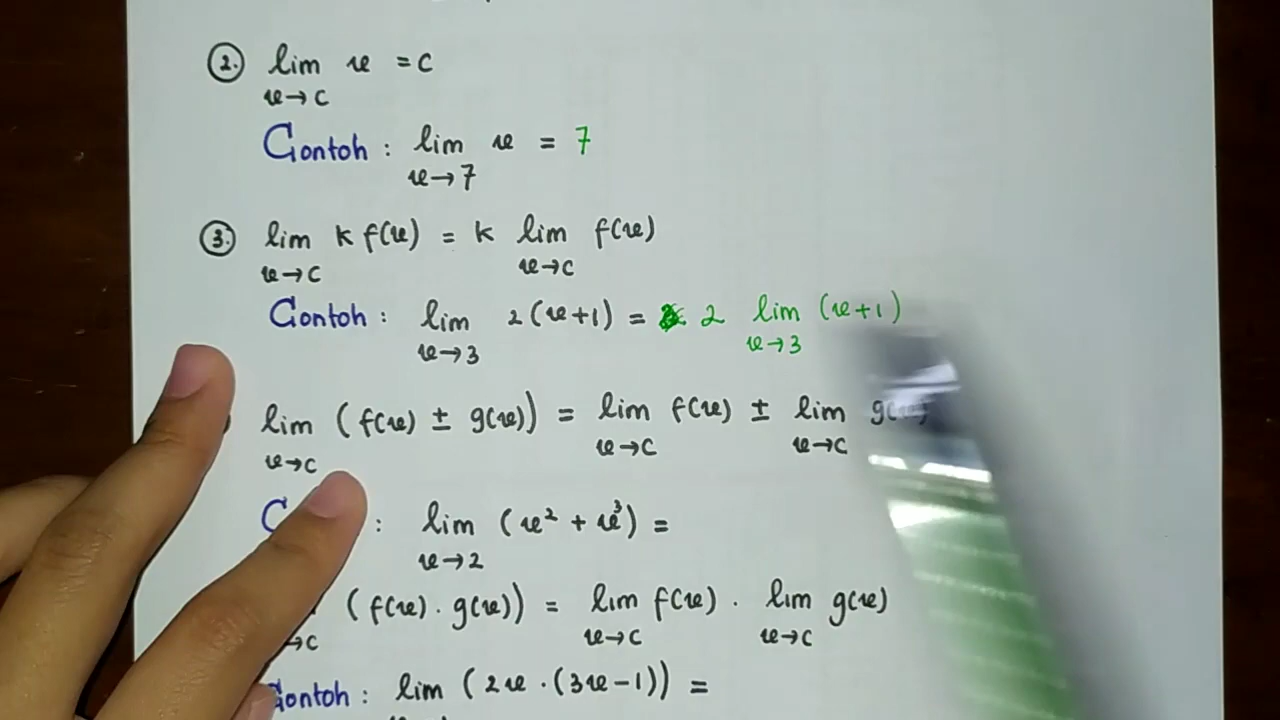 2. lim x = c
x→c
Contoh : lim x = 7
x→7
3. lim k f(x) = k lim f(x)
x→c x→c
Contoh : lim 2(x+1) = 2 lim (x+1)
x→3 x→3
lim (f(x) ± g(x)) = lim f(x) ± lim
x→c x→c x→c
: lim (x² + x³) =
x→2
(f(x) . g(x)) = lim f(x) . lim g(x)
→c x→c x→c
Contoh : lim (2x .(3x-1)) =